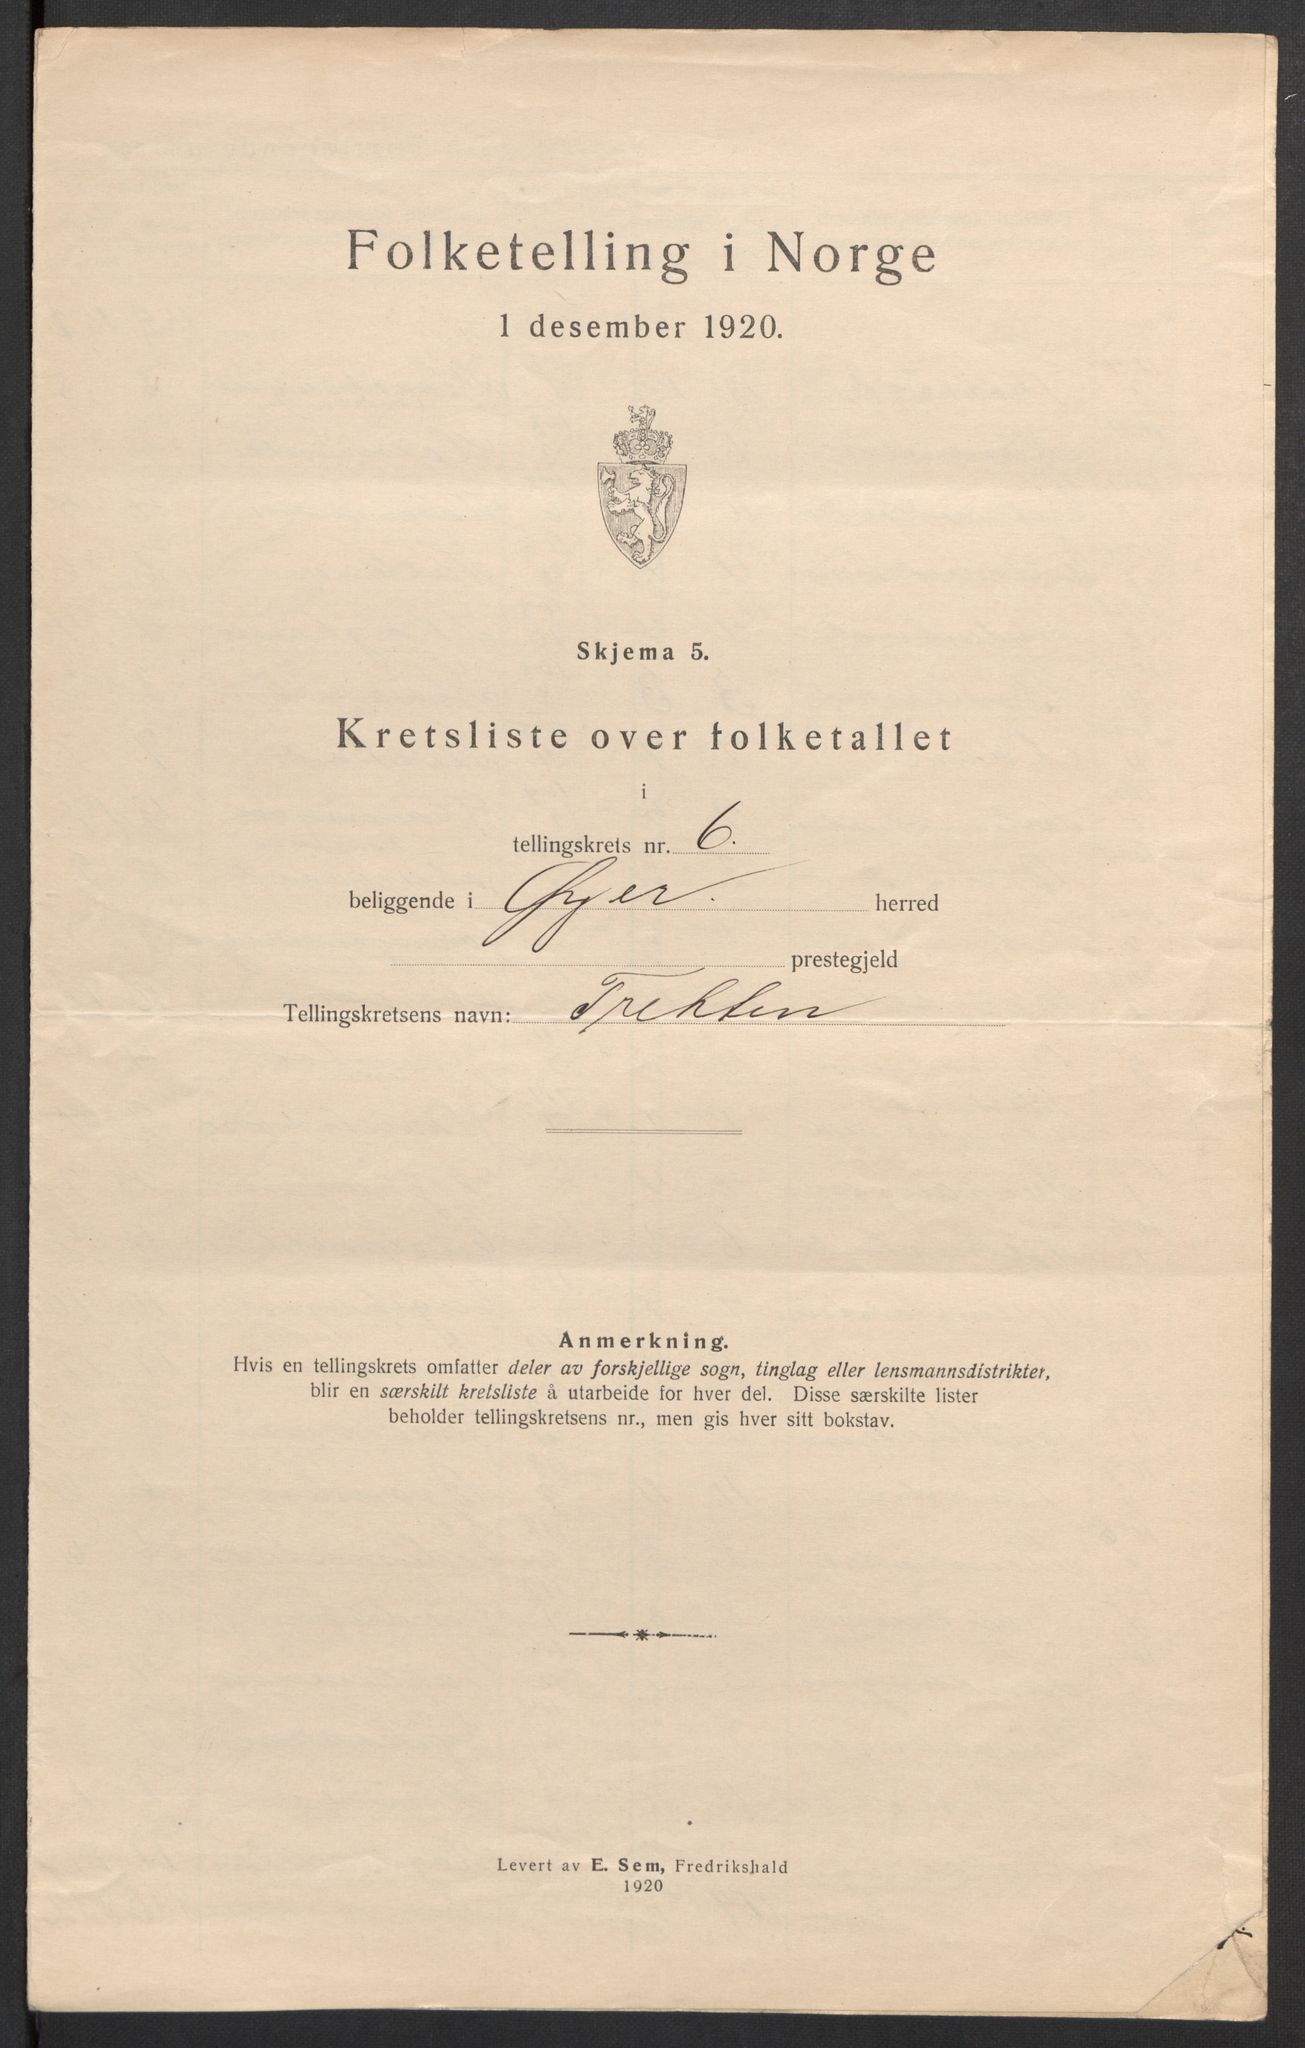 Folketelling i Norge
1 desember 1920.
Skjema 5.
Kretsliste over folketallet
i
tellingskrets nr. 6.
beliggende i Øyer. herred
prestegjeld
Tellingskretsens navn: Tretten
Anmerkning.
Hvis en tellingskrets omfatter deler av forskjellige sogn, tinglag eller lensmannsdistrikter,
blir en særskilt kretsliste å utarbeide for hver del. Disse særskilte lister
beholder tellingskretsens nr., men gis hver sitt bokstav.
Levert av E. Sem, Fredrikshald
1920